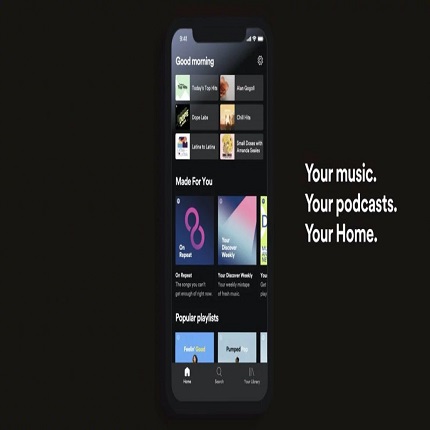 9:41
Good morning
Today's Top Hits
Alan Gogoll
Dope Labs
Chill Hits
Latina to Latina
Small Doses with
Amanda Seales
Made For You
On
Repeat
Your
Discover
Weekly
On Repeat
Your Discover Weekly
The songs you can't
get enough of right now.
Your weekly mixtape
of fresh music.
Popular playlists
Feelin' Good
Pumped
Home
Search
Your Library
Your music.
Your podcasts.
Your Home.